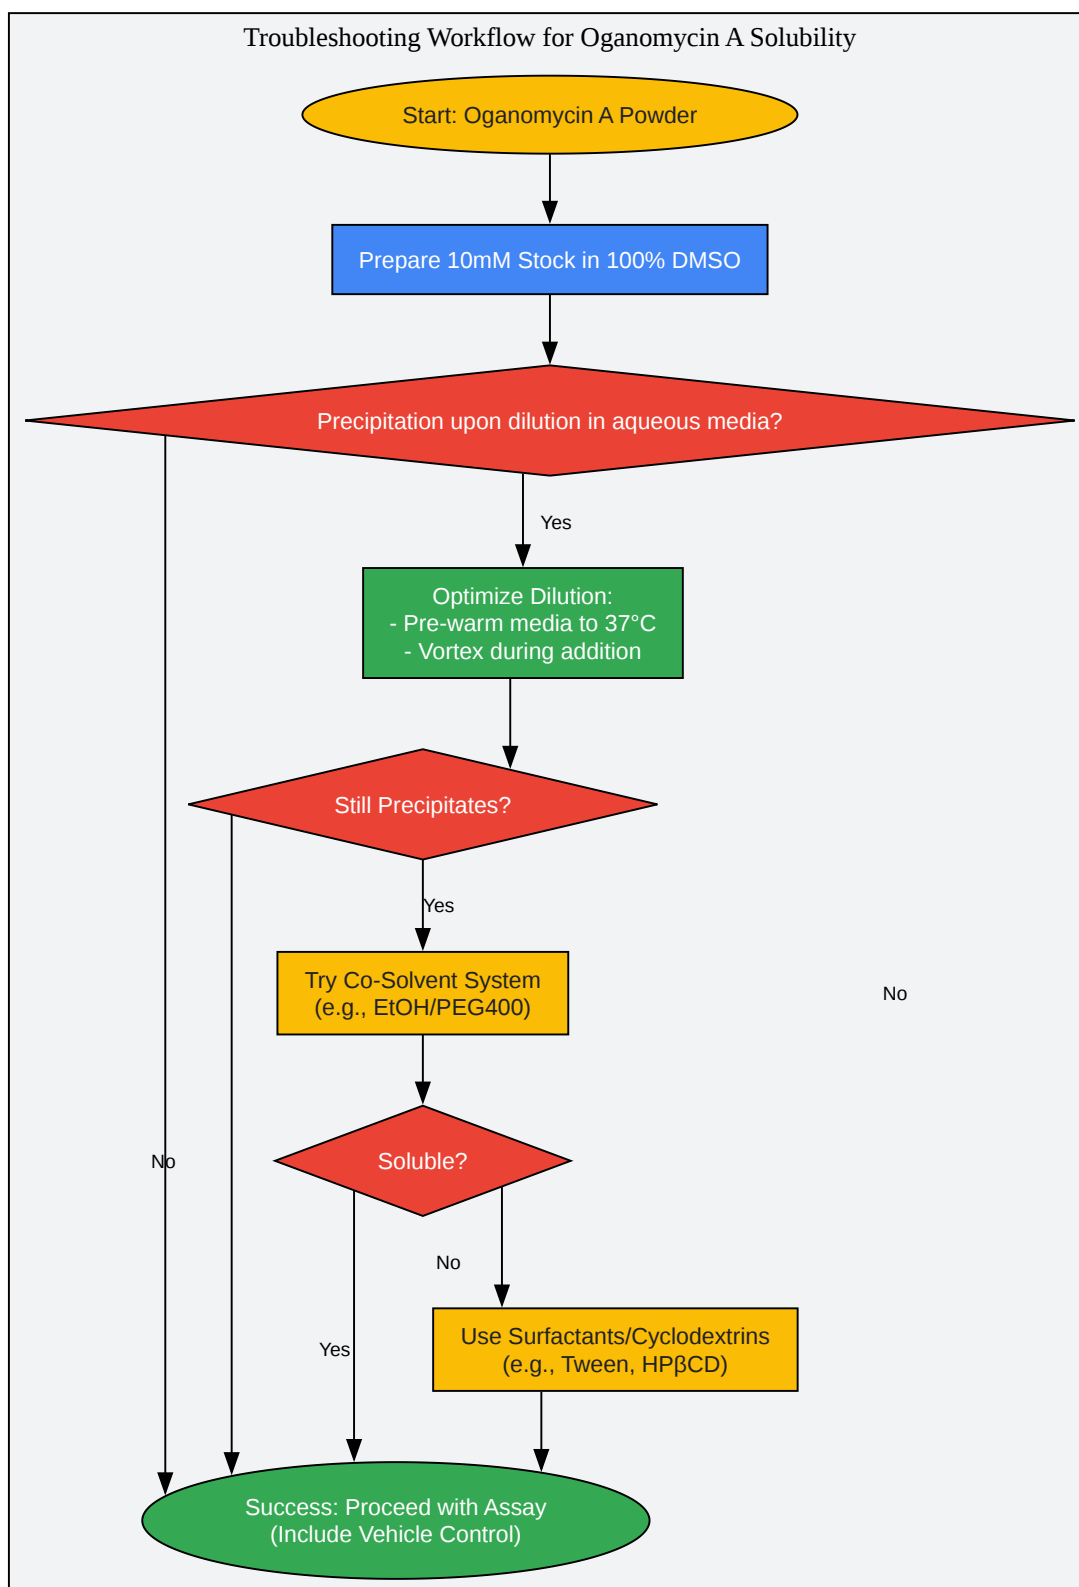 Troubleshooting Workflow for Oganomycin A Solubility
Start: Oganomycin A Powder
Prepare 10mM Stock in 100% DMSO
Precipitation upon dilution in aqueous media?
Yes
Optimize Dilution:
- Pre-warm media to 37°C
- Vortex during addition
Still Precipitates?
Yes
Try Co-Solvent System
(e.g., EtOH/PEG400)
No
Soluble?
No
No
Use Surfactants/Cyclodextrins
(e.g., Tween, HPβCD)
Yes
Success: Proceed with Assay
(Include Vehicle Control)